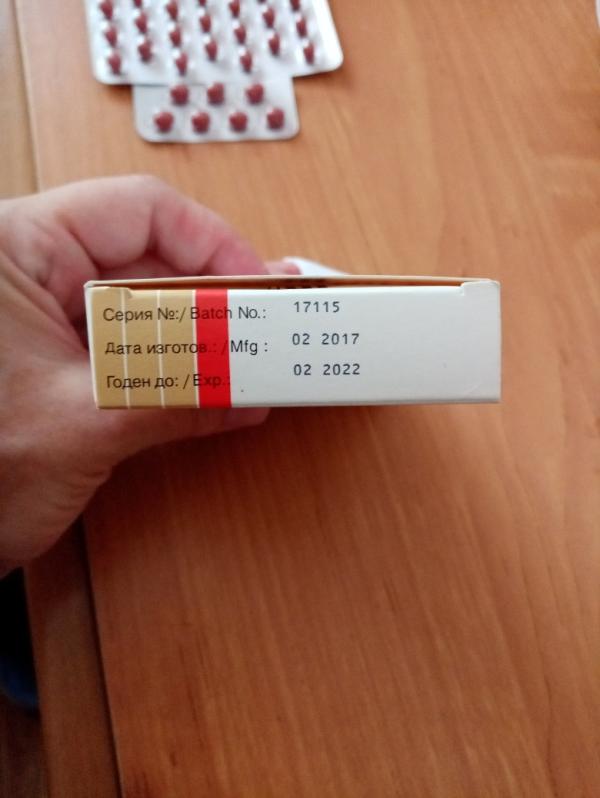 Серия №:/ Batch No.: 17115
Дата изготов.: /Mfg : 02 2017
Годен до: / Exp.: 02 2022